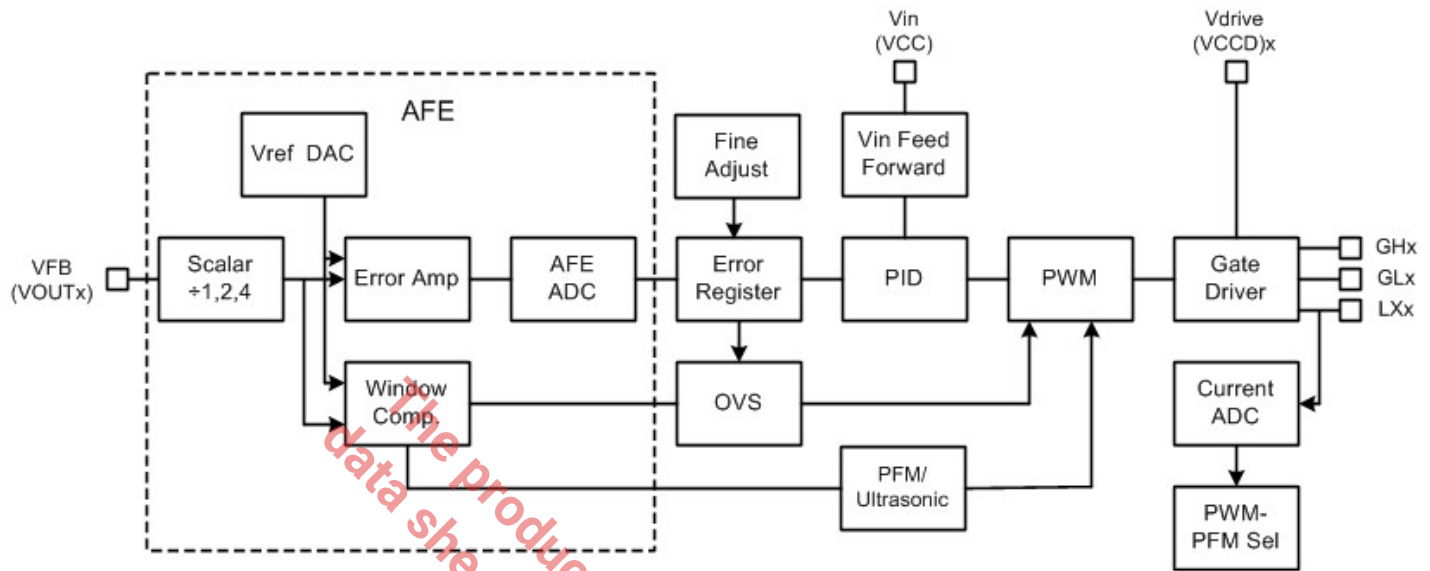 Vin
(VCC)
Vdrive
(VCCD)x
AFE
Vref DAC
Fine
Adjust
Vin Feed
Forward
VFB
(VOUTx)
Scalar
÷1,2,4
Error Amp
AFE
ADC
Error
Register
PID
PWM
Gate
Driver
GHx
GLx
LXx
Window
Comp.
OVS
Current
ADC
PFM/
Ultrasonic
PWM-
PFM Sel
The produc
data she